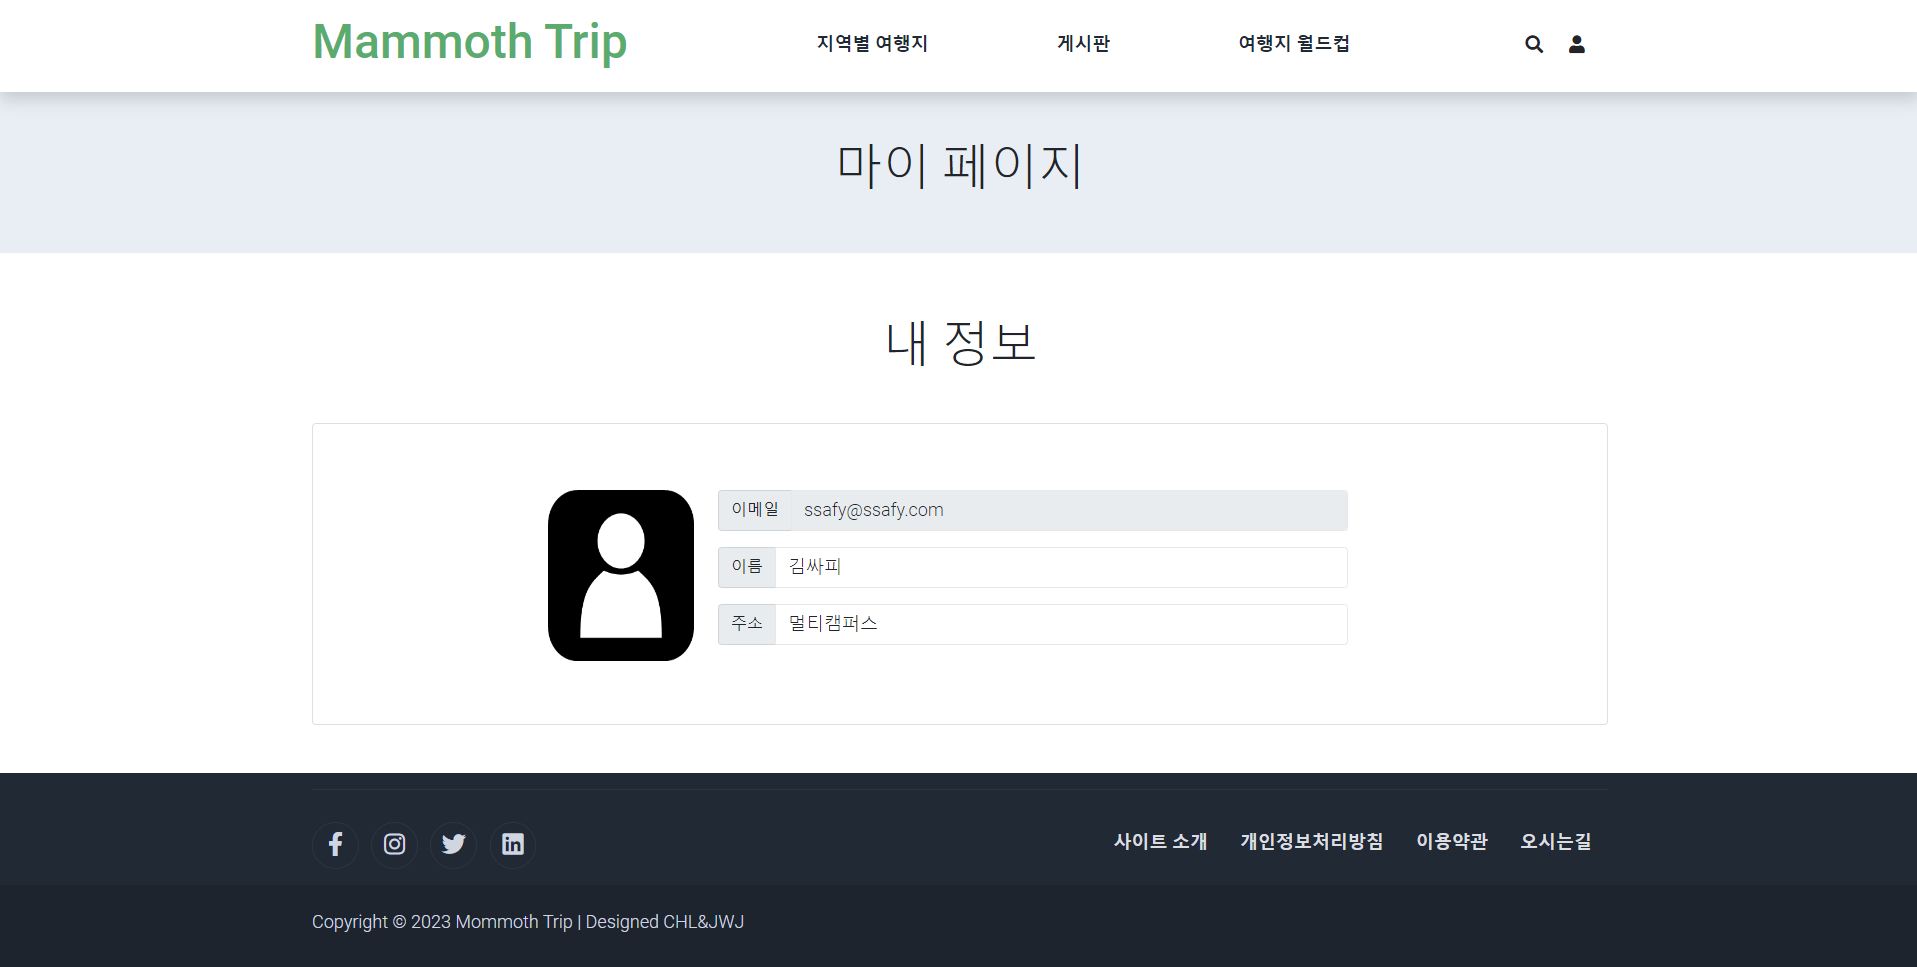 Mammoth Trip 지역별 여행지 게시판 여행지 월드컵
마이 페이지
내 정보
이메일 ssafy@ssafy.com
이름 김싸피
주소 멀티캠퍼스
사이트 소개 개인정보처리방침 이용약관 오시는길
Copyright © 2023 Mommoth Trip | Designed CHL&JWJ